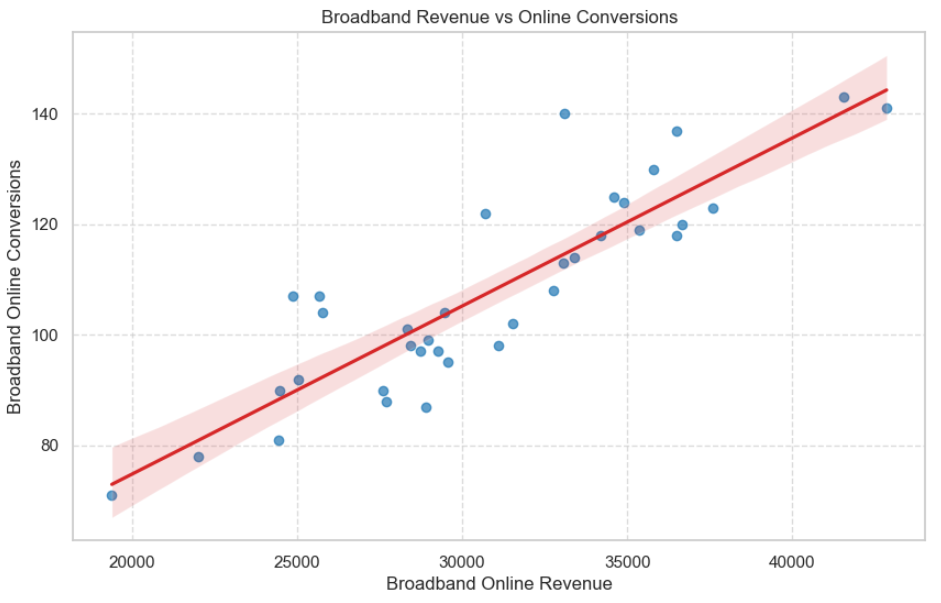 Broadband Revenue vs Online Conversions
Broadband Online Conversions
140
120
100
80
20000 25000 30000 35000 40000
Broadband Online Revenue